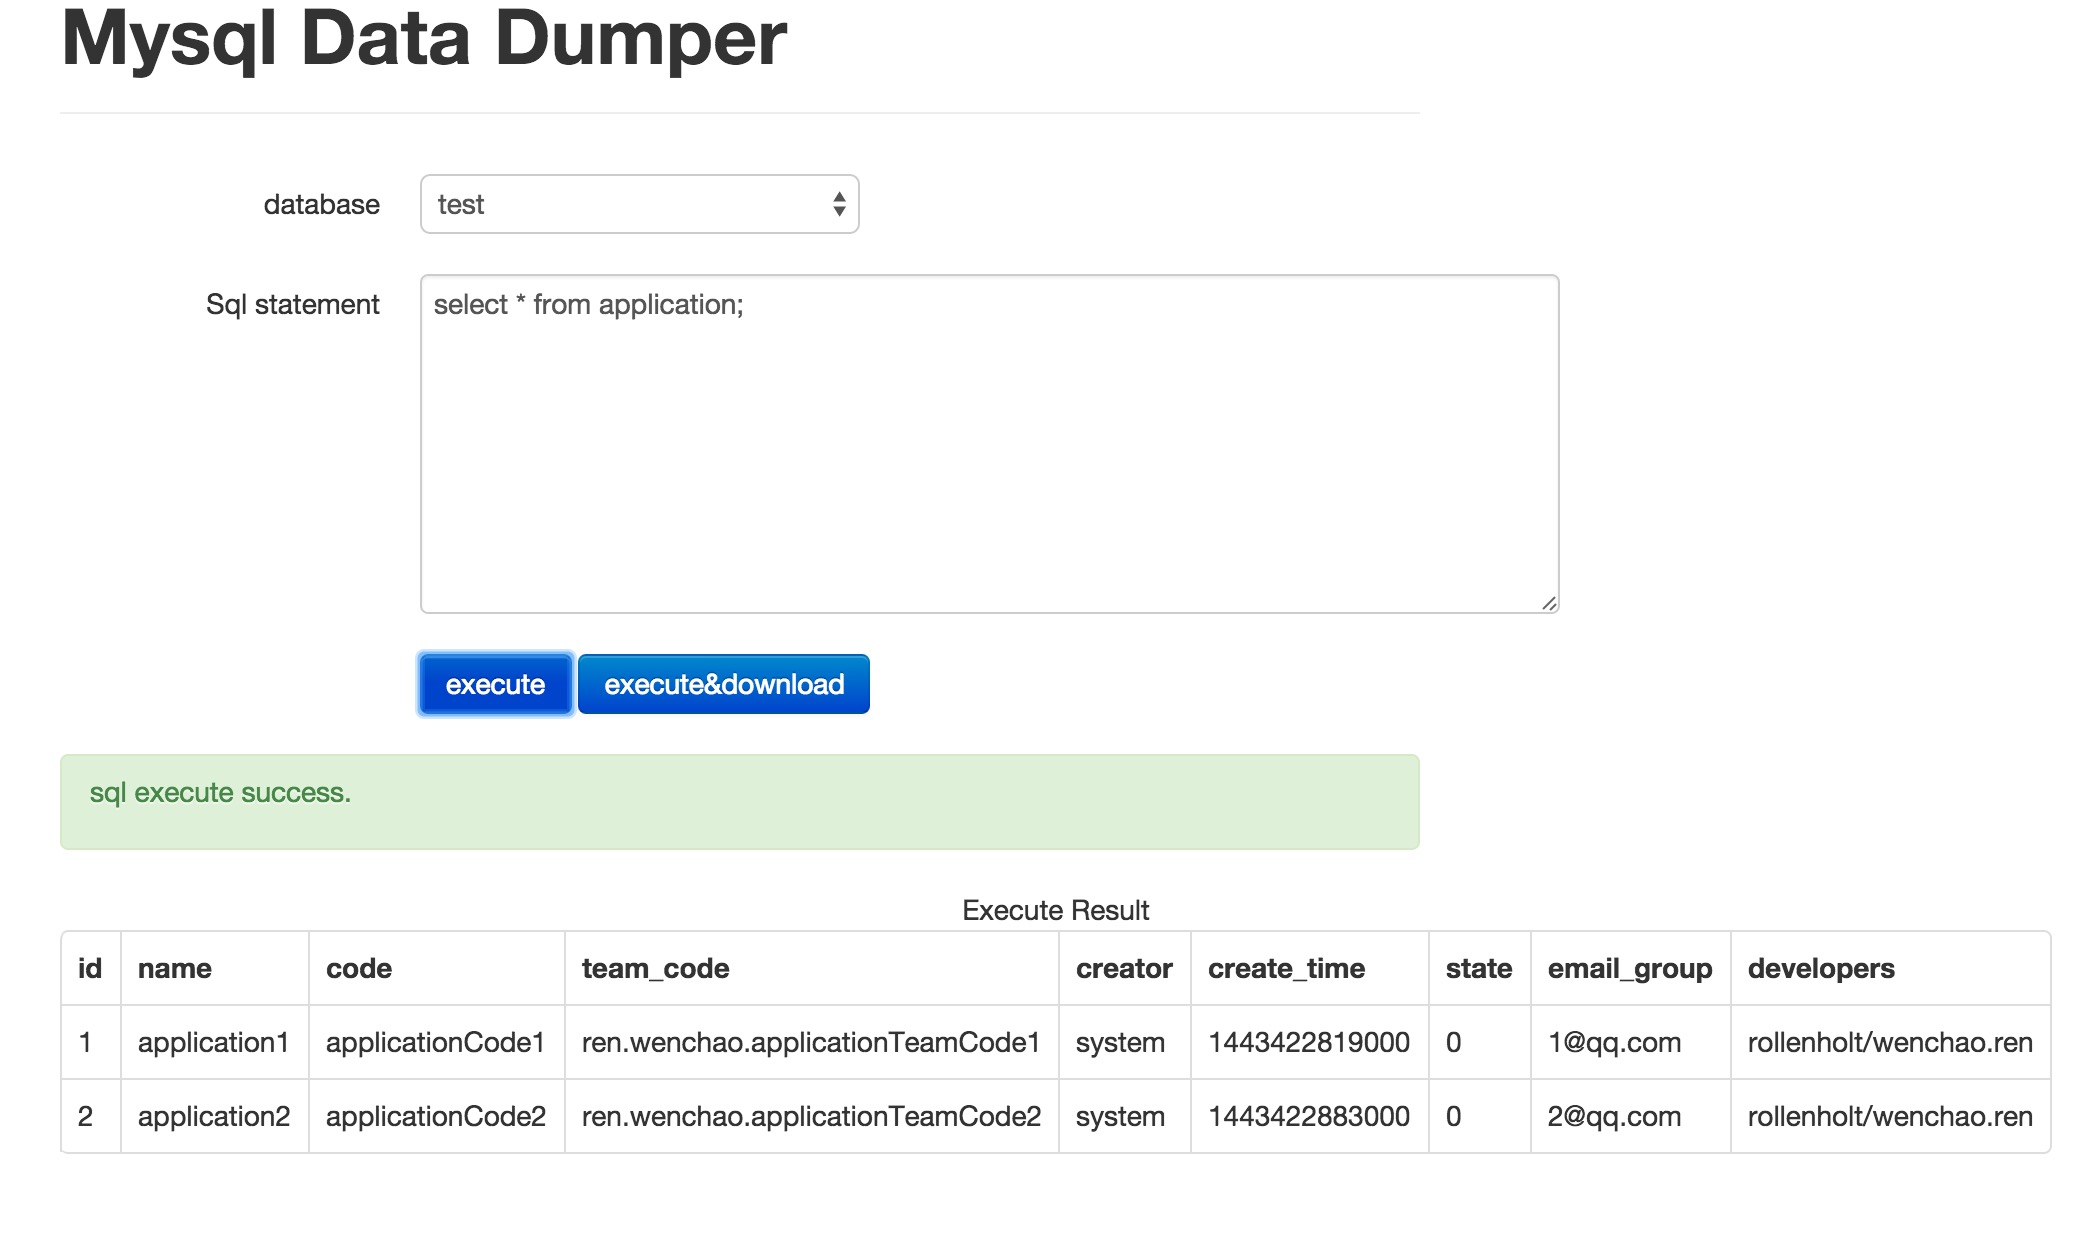 Mysql Data Dumper
database test
Sql statement select * from application;
execute execute&download
sql execute success.
Execute Result
id name code team_code creator create_time state email_group developers
1 application1 applicationCode1 ren.wenchao.applicationTeamCode1 system 1443422819000 0 1@qq.com rollenholt/wenchao.ren
2 application2 applicationCode2 ren.wenchao.applicationTeamCode2 system 1443422883000 0 2@qq.com rollenholt/wenchao.ren